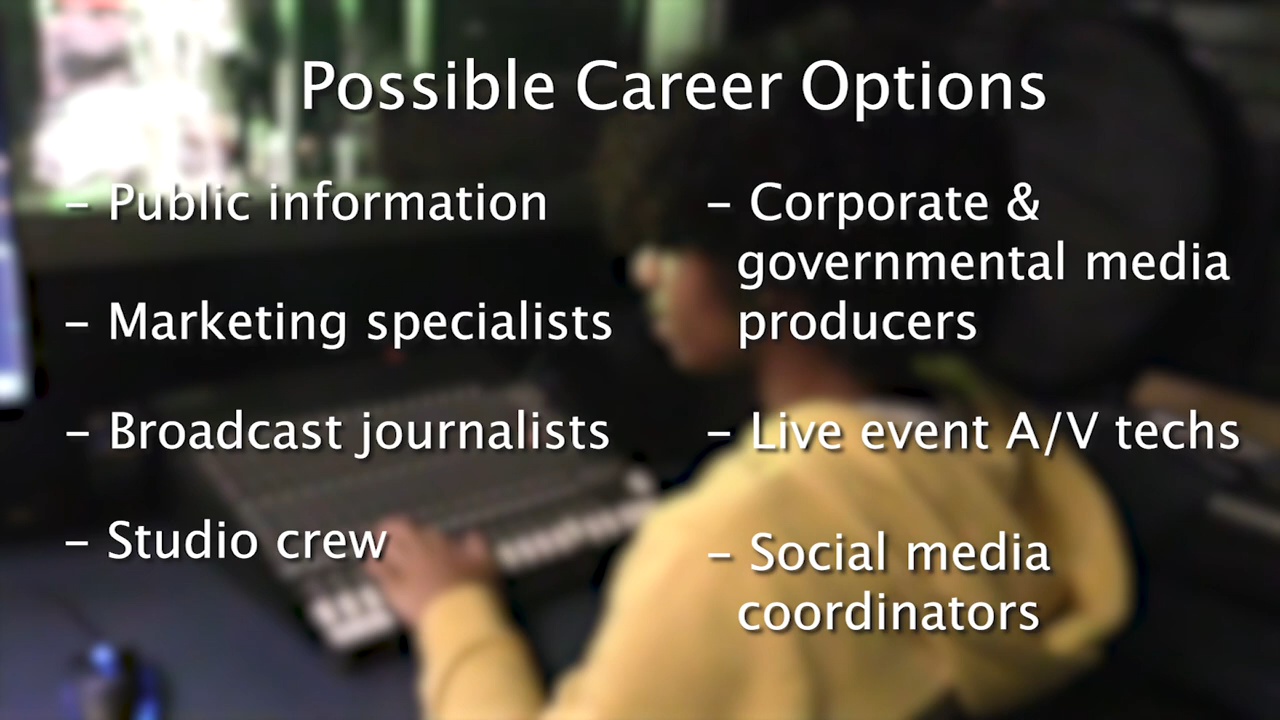 Possible Career Options
– Public information
– Marketing specialists
– Broadcast journalists
– Studio crew
– Corporate &
governmental media
producers
– Live event A/V techs
– Social media
coordinators